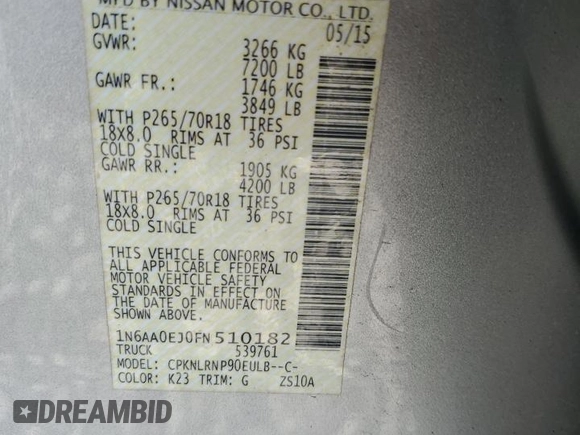 MFD BY NISSAN MOTOR CO., LTD.
DATE: 05/15
GVWR: 3266 KG
7200 LB
GAWR FR.: 1746 KG
3849 LB
WITH P265/70R18 TIRES
18X8.0 RIMS AT 36 PSI
COLD SINGLE
GAWR RR.: 1905 KG
4200 LB
WITH P265/70R18 TIRES
18X8.0 RIMS AT 36 PSI
COLD SINGLE
THIS VEHICLE CONFORMS TO
ALL APPLICABLE FEDERAL
MOTOR VEHICLE SAFETY
STANDARDS IN EFFECT ON
THE DATE OF MANUFACTURE
SHOWN ABOVE.
1N6AA0EJ0FN510182
TRUCK 539761
MODEL: CPKNLRNP90EULB--C-
COLOR: K23 TRIM: G ZS10A
DREAMBID